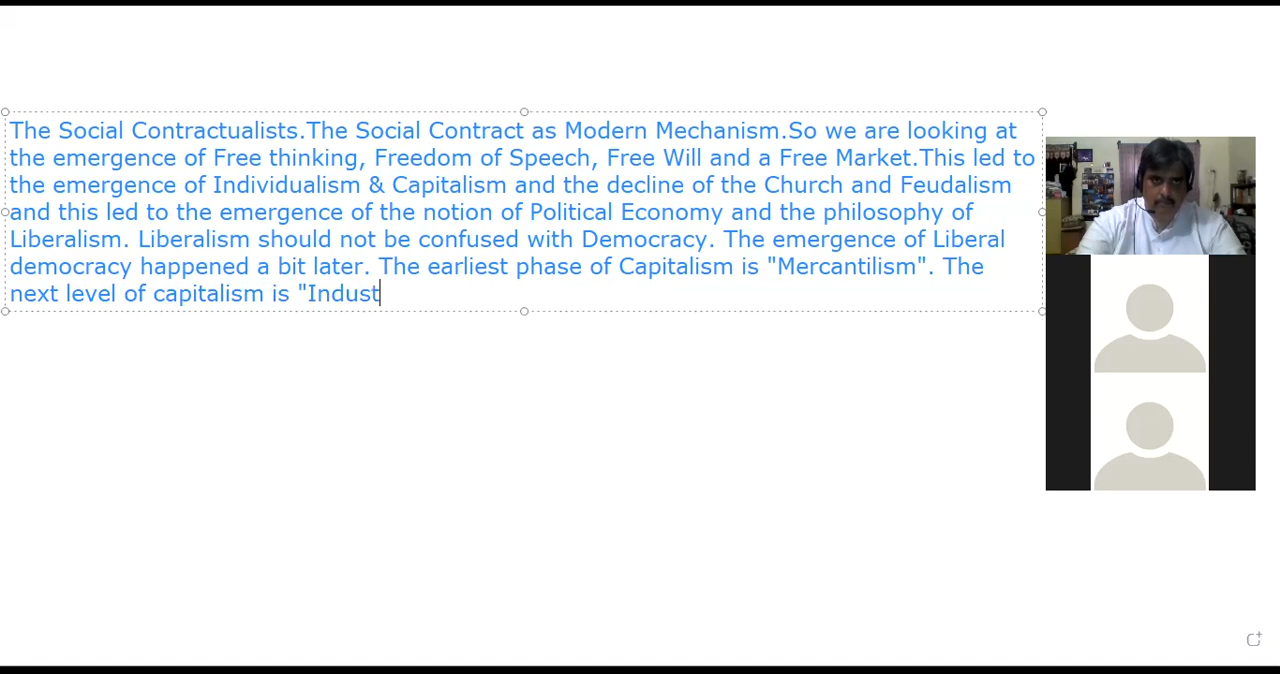 The Social Contractualists.The Social Contract as Modern Mechanism.So we are looking at
the emergence of Free thinking, Freedom of Speech, Free Will and a Free Market.This led to
the emergence of Individualism & Capitalism and the decline of the Church and Feudalism
and this led to the emergence of the notion of Political Economy and the philosophy of
Liberalism. Liberalism should not be confused with Democracy. The emergence of Liberal
democracy happened a bit later. The earliest phase of Capitalism is "Mercantilism". The
next level of capitalism is "Indust